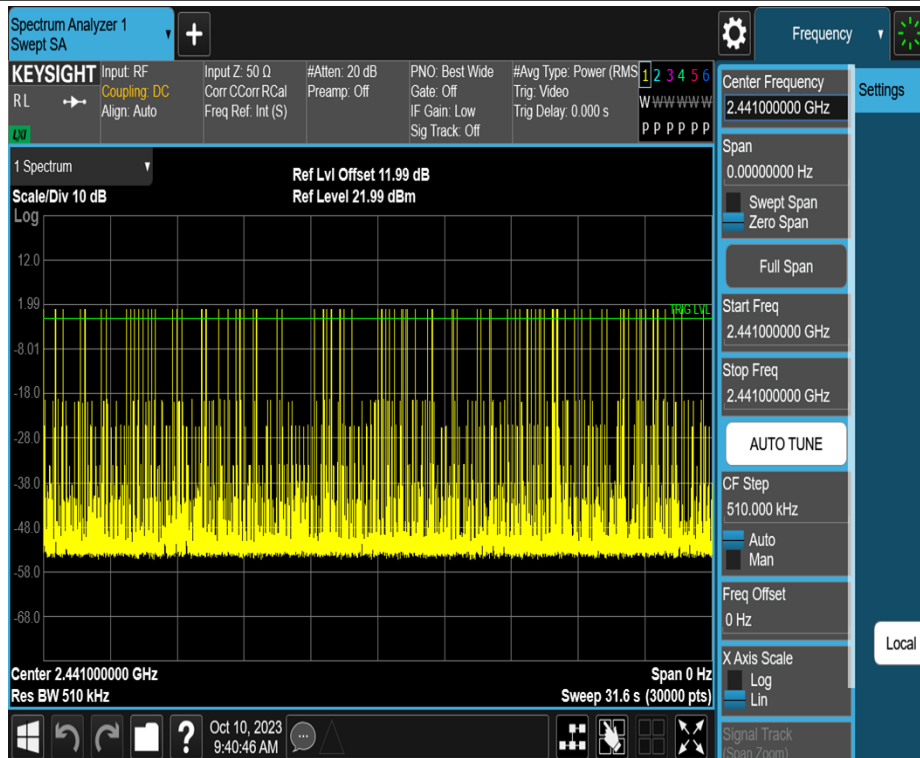 Spectrum Analyzer 1
Swept SA
+
Frequency
KEYSIGHT
RL
LXI
Input: RF
Coupling: DC
Align: Auto
Input Z: 50 Ω
Corr CCorr RCal
Freq Ref: Int (S)
#Atten: 20 dB
Preamp: Off
PNO: Best Wide
Gate: Off
IF Gain: Low
Sig Track: Off
#Avg Type: Power (RMS
Trig: Video
Trig Delay: 0.000 s
1 2 3 4 5 6
W W W W W W
P P P P P P
1 Spectrum
Scale/Div 10 dB
Log
Ref Lvl Offset 11.99 dB
Ref Level 21.99 dBm
12.0
1.99
TRIG LVL
-8.01
-18.0
-28.0
-38.0
-48.0
-58.0
-68.0
Center 2.441000000 GHz
Res BW 510 kHz
Span 0 Hz
Sweep 31.6 s (30000 pts)
Center Frequency
2.441000000 GHz
Span
0.00000000 Hz
Swept Span
Zero Span
Full Span
Start Freq
2.441000000 GHz
Stop Freq
2.441000000 GHz
AUTO TUNE
CF Step
510.000 kHz
Auto
Man
Freq Offset
0 Hz
X Axis Scale
Log
Lin
Signal Track
(Span Zoom)
Settings
Local
?
Oct 10, 2023
9:40:46 AM